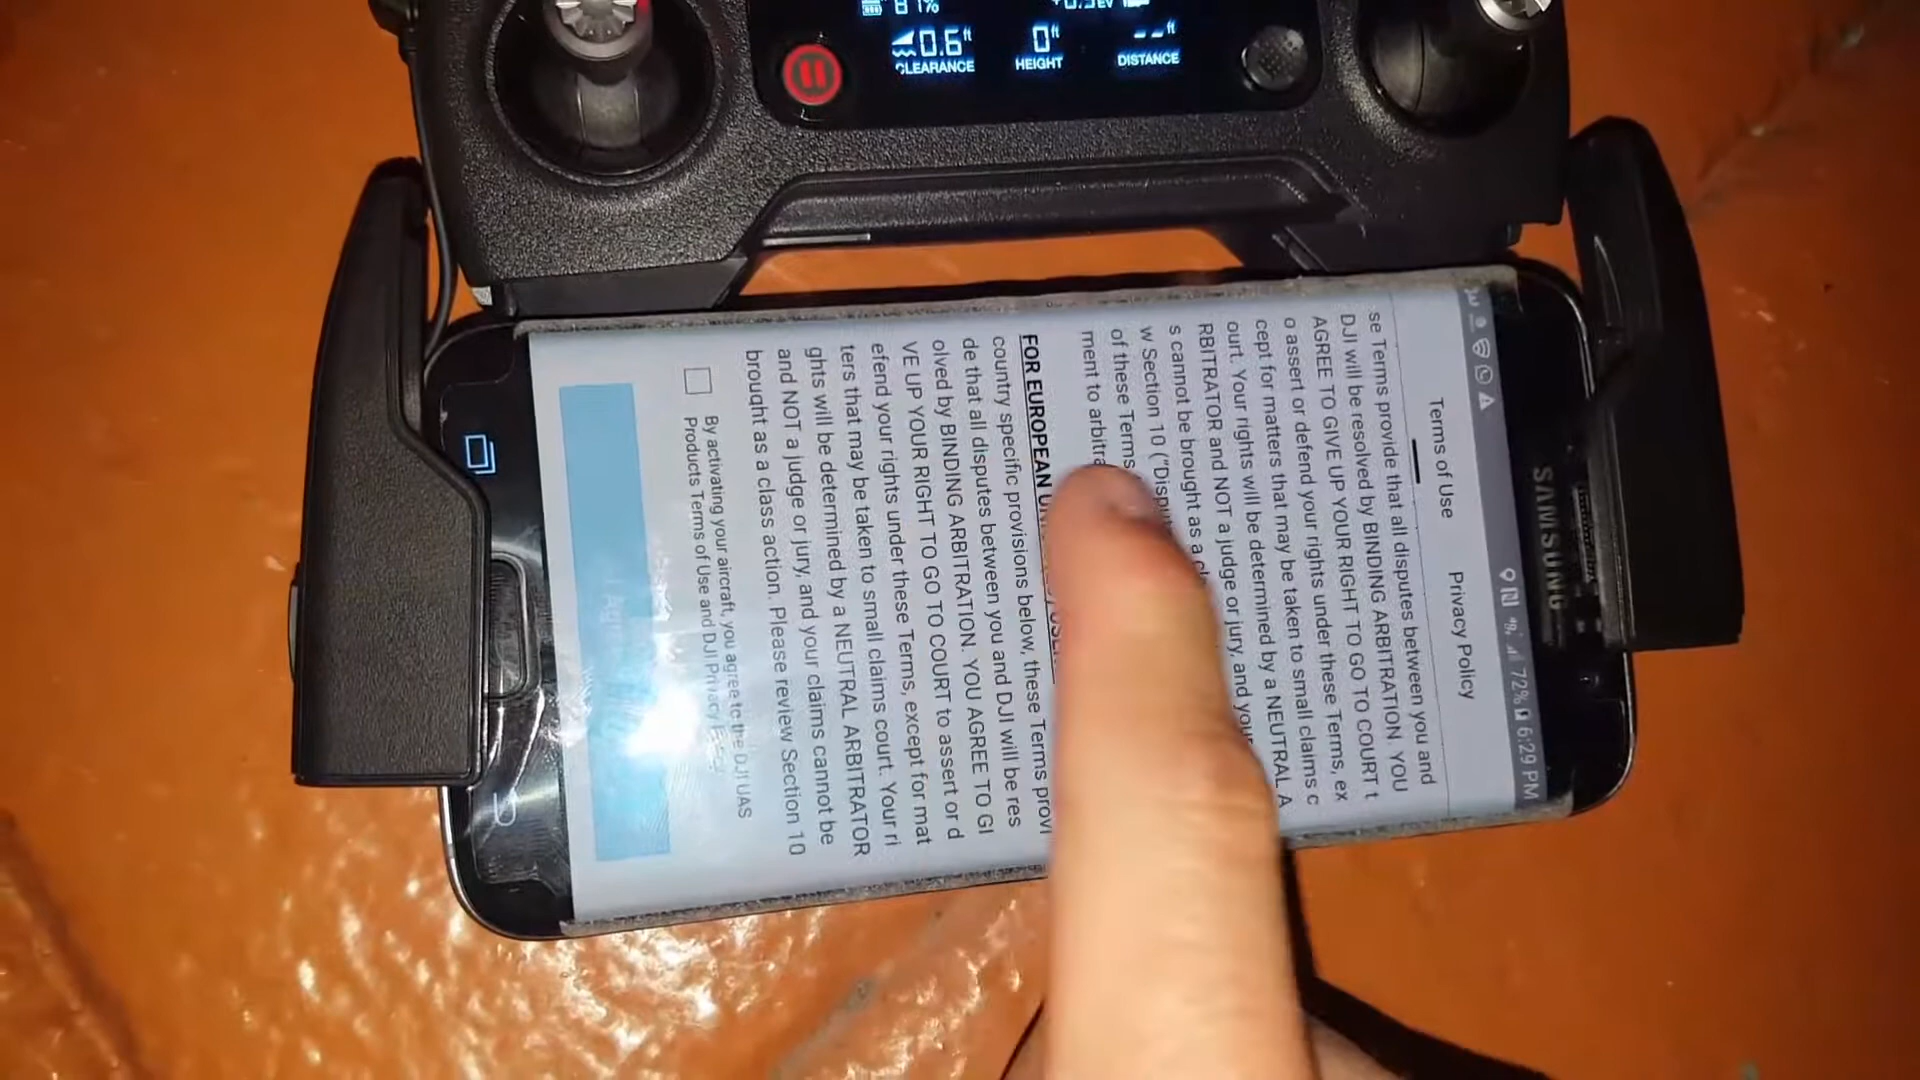 81%
+0.3EV
0.6ft
0ft
--ft
CLEARANCE
HEIGHT
DISTANCE
SAMSUNG
72% 6:29 PM
Terms of Use
Privacy Policy
se Terms provide that all disputes between you and
DJI will be resolved by BINDING ARBITRATION. YOU
AGREE TO GIVE UP YOUR RIGHT TO GO TO COURT t
o assert or defend your rights under these Terms, ex
cept for matters that may be taken to small claims c
ourt. Your rights will be determined by a NEUTRAL A
RBITRATOR and NOT a judge or jury, and your
s cannot be brought as a
w Section 10 ("Disput
of these Terms
ment to arbitra
FOR EUROPEAN
country specific provisions below, these Terms provi
de that all disputes between you and DJI will be res
olved by BINDING ARBITRATION. YOU AGREE TO GI
VE UP YOUR RIGHT TO GO TO COURT to assert or d
efend your rights under these Terms, except for mat
ters that may be taken to small claims court. Your ri
ghts will be determined by a NEUTRAL ARBITRATOR
and NOT a judge or jury, and your claims cannot be
brought as a class action. Please review Section 10
By activating your aircraft, you agree to the DJI UAS
Products Terms of Use and DJI Privacy Policy
Agree